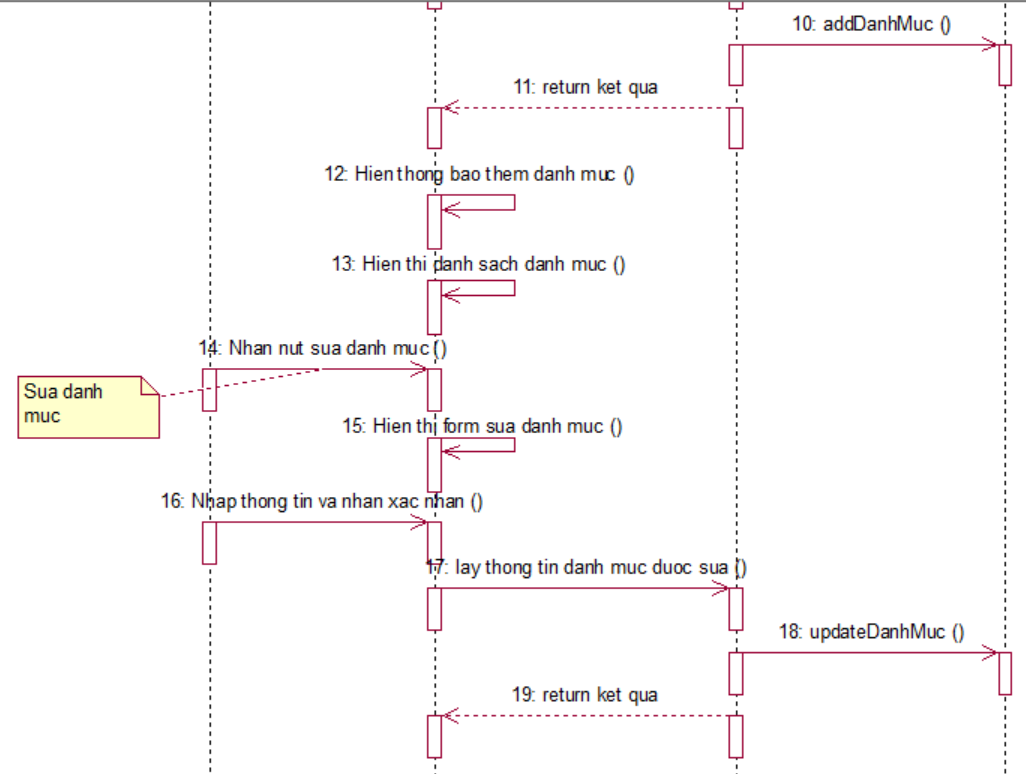 10: addDanhMuc ()
11: return ket qua
12: Hien thong bao them danh muc ()
13: Hien thi danh sach danh muc ()
14: Nhan nut sua danh muc ()
Sua danh
muc
15: Hien thi form sua danh muc ()
16: Nhap thong tin va nhan xac nhan ()
17: lay thong tin danh muc duoc sua ()
18: updateDanhMuc ()
19: return ket qua